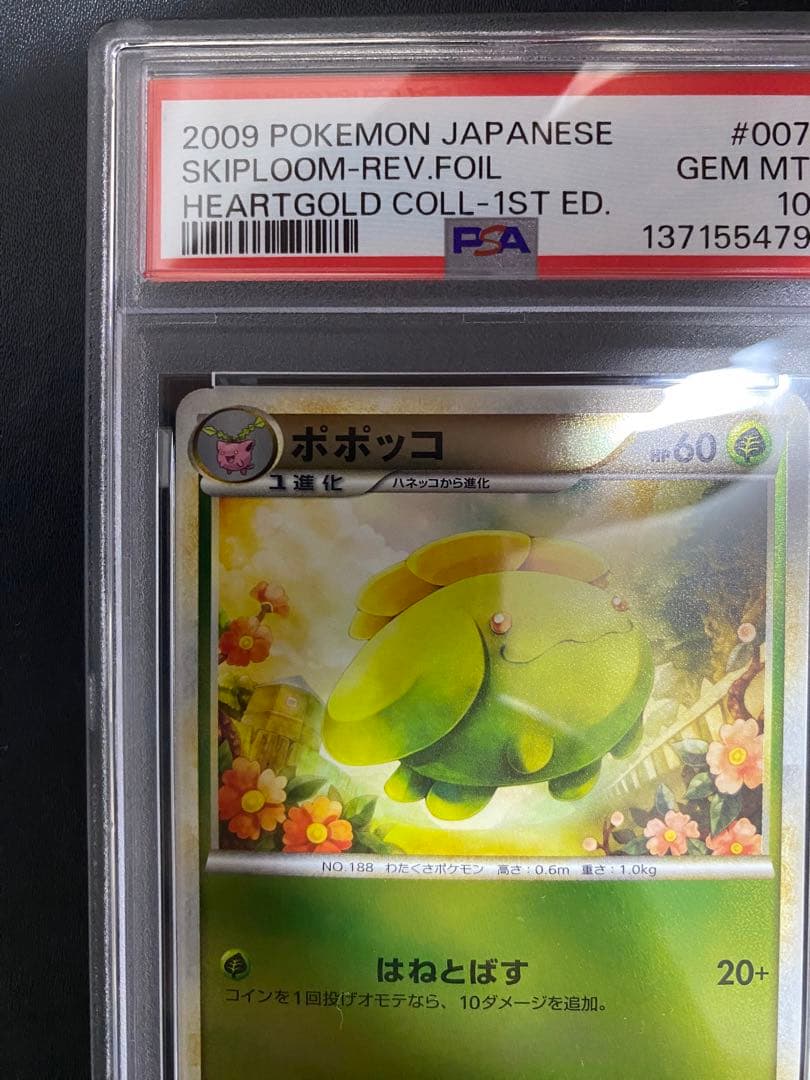 2009 POKEMON JAPANESE #007
SKIPLOOM-REV.FOIL GEM MT
HEARTGOLD COLL-1ST ED. 10
PSA 137155479
ポポッコ HP60
1進化 ハネッコから進化
NO.188 わたくさポケモン 高さ：0.6m 重さ：1.0kg
はねとばす 20+
コインを1回投げオモテなら、10ダメージを追加。